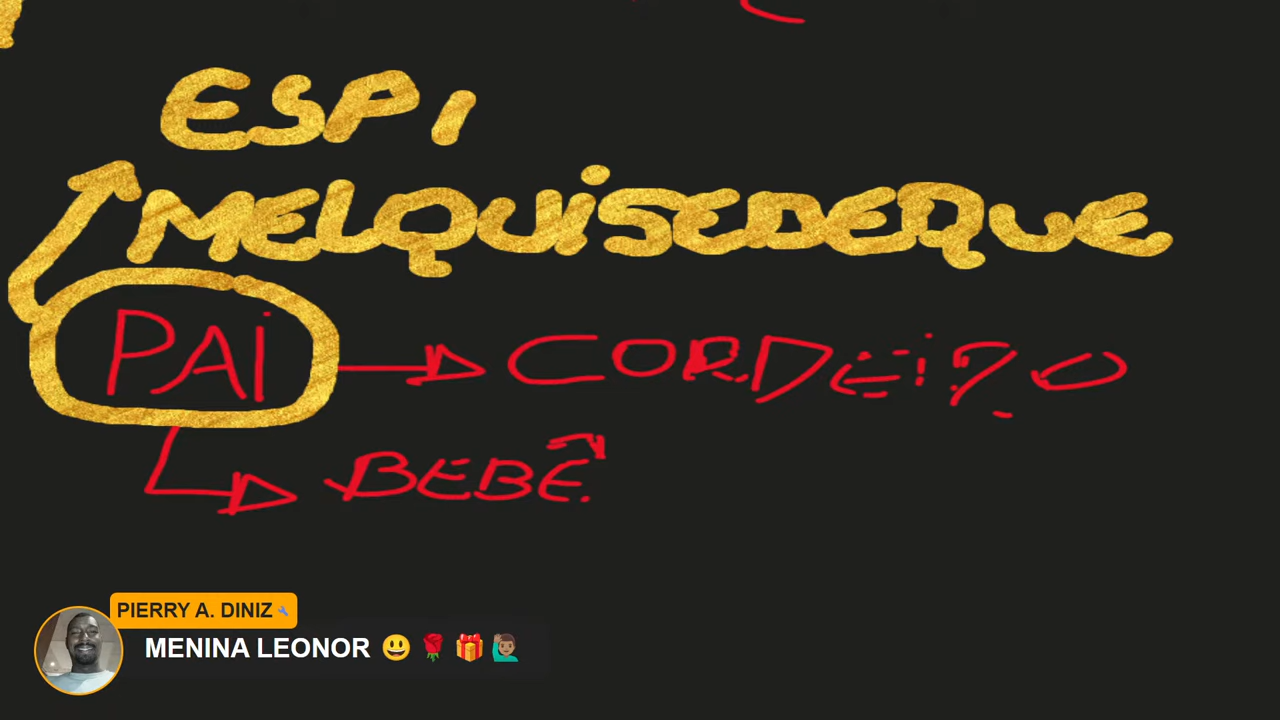 ESPI
MELQUISEDEQUE
PAI → CORDEIRO
BEBÊ
PIERRY A. DINIZ
MENINA LEONOR 😃 🌹 🎁 🙋🏽‍♂️